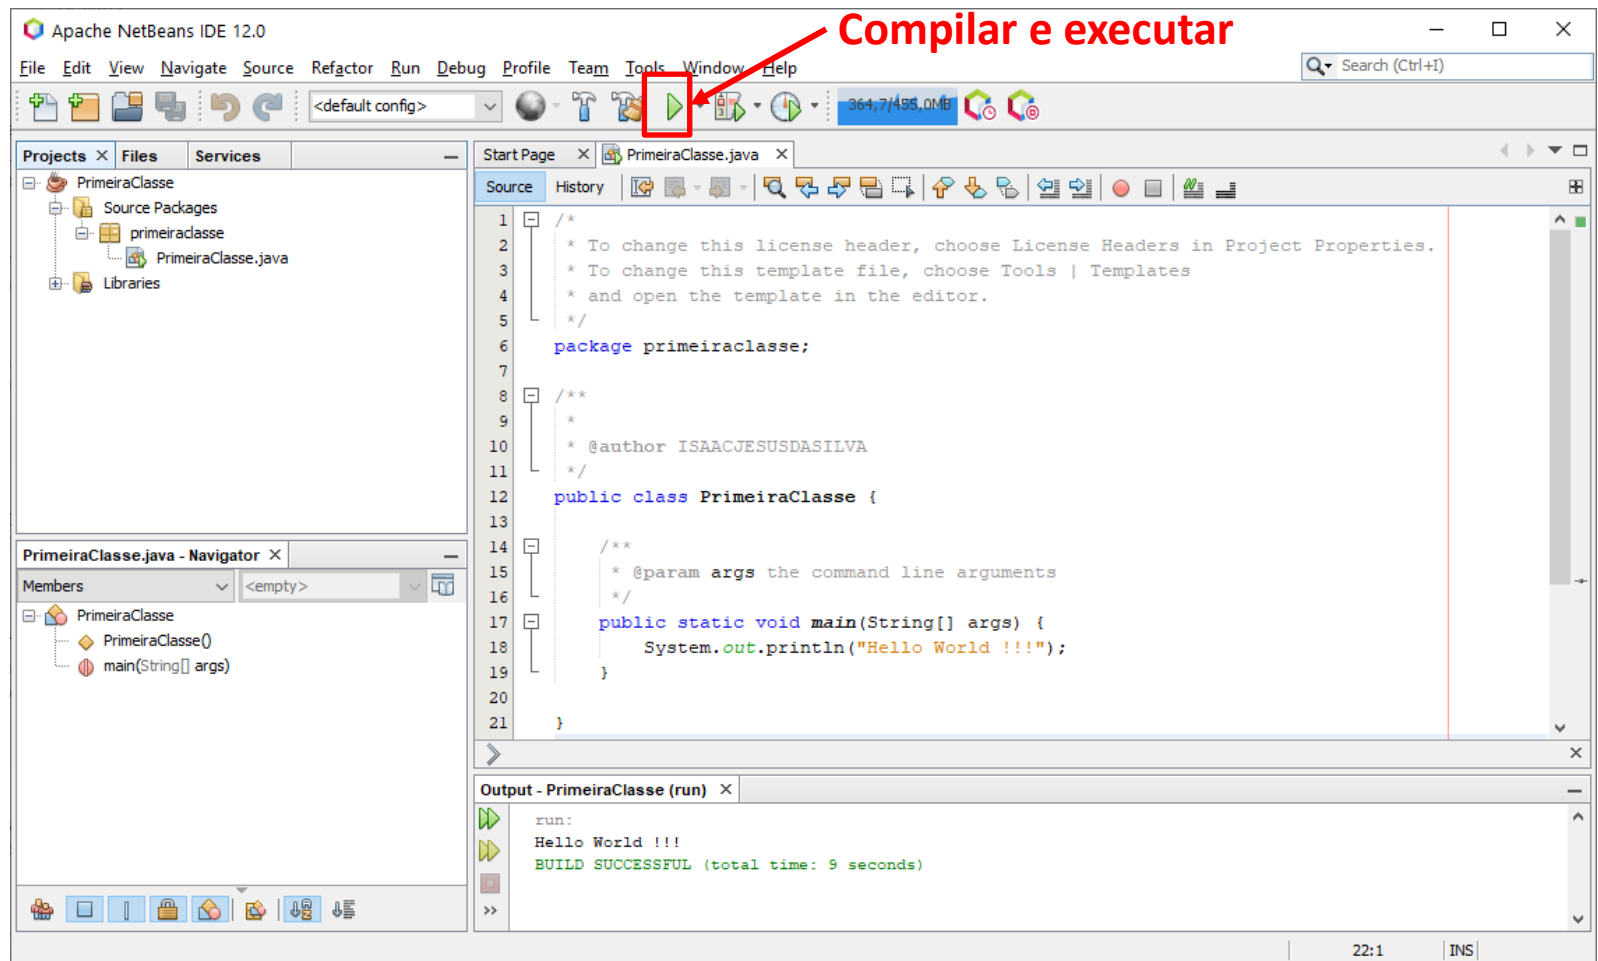 Compilar e executar
Apache NetBeans IDE 12.0
File Edit View Navigate Source Refactor Run Debug Profile Team Tools Window Help
Search (Ctrl+I)
<default config>
364,7/455,0MB
Projects Files Services
PrimeiraClasse
Source Packages
primeiraclasse
PrimeiraClasse.java
Libraries
PrimeiraClasse.java - Navigator
Members <empty>
PrimeiraClasse
PrimeiraClasse()
main(String[] args)
Start Page PrimeiraClasse.java
Source History
1 /*
2 * To change this license header, choose License Headers in Project Properties.
3 * To change this template file, choose Tools | Templates
4 * and open the template in the editor.
5 */
6 package primeiraclasse;
7
8 /**
9 *
10 * @author ISAACJESUSDASILVA
11 */
12 public class PrimeiraClasse {
13
14 /**
15 * @param args the command line arguments
16 */
17 public static void main(String[] args) {
18 System.out.println("Hello World !!!");
19 }
20
21 }
Output - PrimeiraClasse (run)
run:
Hello World !!!
BUILD SUCCESSFUL (total time: 9 seconds)
22:1 INS